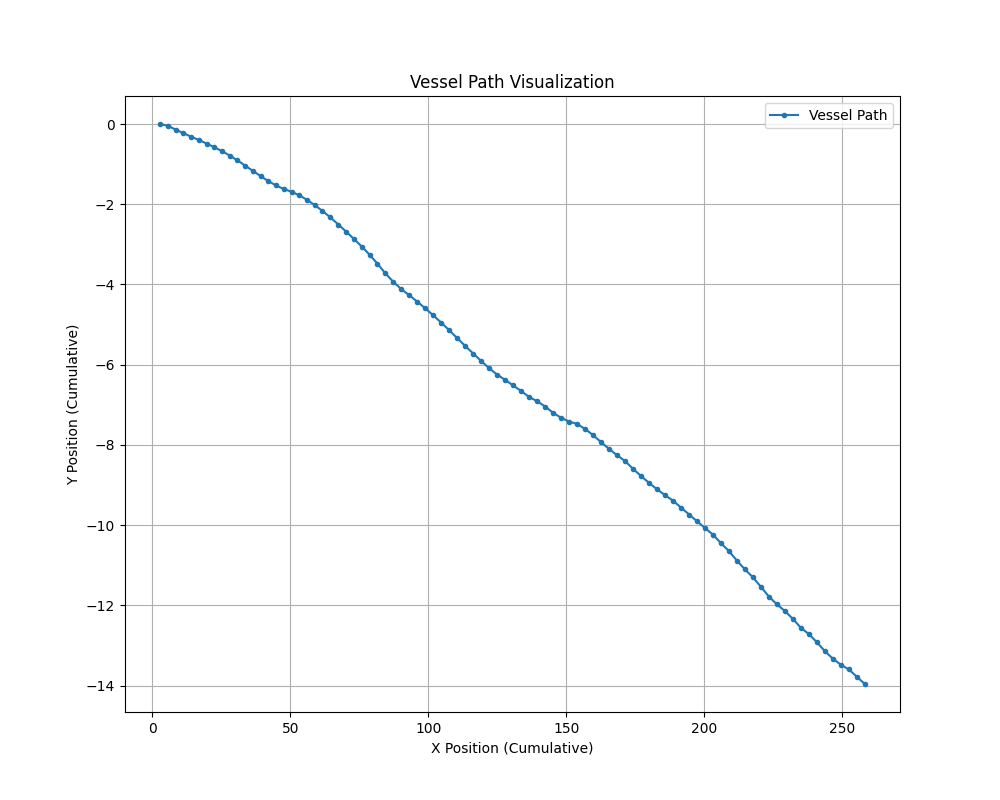 Vessel Path Visualization
Vessel Path
0
−2
−4
−6
−8
−10
−12
−14
Y Position (Cumulative)
0 50 100 150 200 250
X Position (Cumulative)